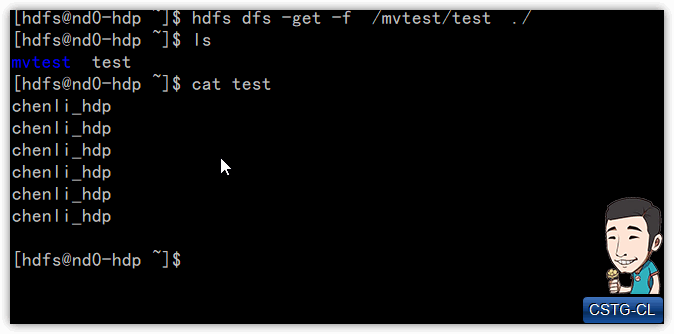 [hdfs@nd0-hdp ~]$ hdfs dfs -get -f  /mvtest/test  ./
[hdfs@nd0-hdp ~]$ ls
mvtest  test
[hdfs@nd0-hdp ~]$ cat test
chenli_hdp
chenli_hdp
chenli_hdp
chenli_hdp
chenli_hdp
chenli_hdp
[hdfs@nd0-hdp ~]$
CSTG-CL